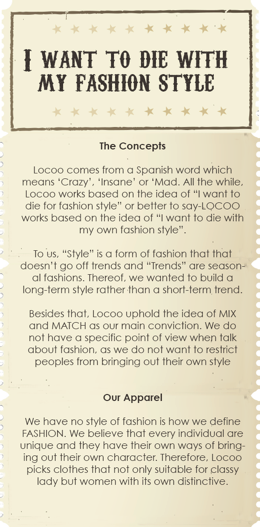 I WANT TO DIE WITH
MY FASHION STYLE
The Concepts
Locoo comes from a Spanish word which
means 'Crazy', 'Insane' or 'Mad. All the while,
Locoo works based on the idea of "I want to
die for fashion style" or better to say-LOCOO
works based on the idea of "I want to die with
my own fashion style".
To us, "Style" is a form of fashion that that
doesn't go off trends and "Trends" are season-
al fashions. Thereof, we wanted to build a
long-term style rather than a short-term trend.
Besides that, Locoo uphold the idea of MIX
and MATCH as our main conviction. We do
not have a specific point of view when talk
about fashion, as we do not want to restrict
peoples from bringing out their own style
Our Apparel
We have no style of fashion is how we define
FASHION. We believe that every individual are
unique and they have their own ways of bring-
ing out their own character. Therefore, Locoo
picks clothes that not only suitable for classy
lady but women with its own distinctive.